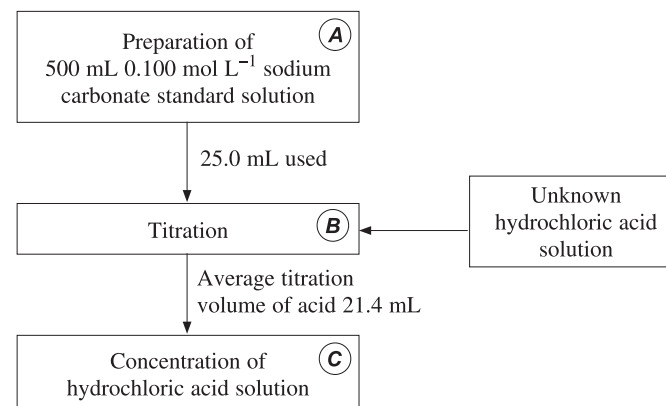 A
Preparation of
500 mL 0.100 mol L⁻¹ sodium
carbonate standard solution
25.0 mL used
B
Titration
Unknown
hydrochloric acid
solution
Average titration
volume of acid 21.4 mL
C
Concentration of
hydrochloric acid solution